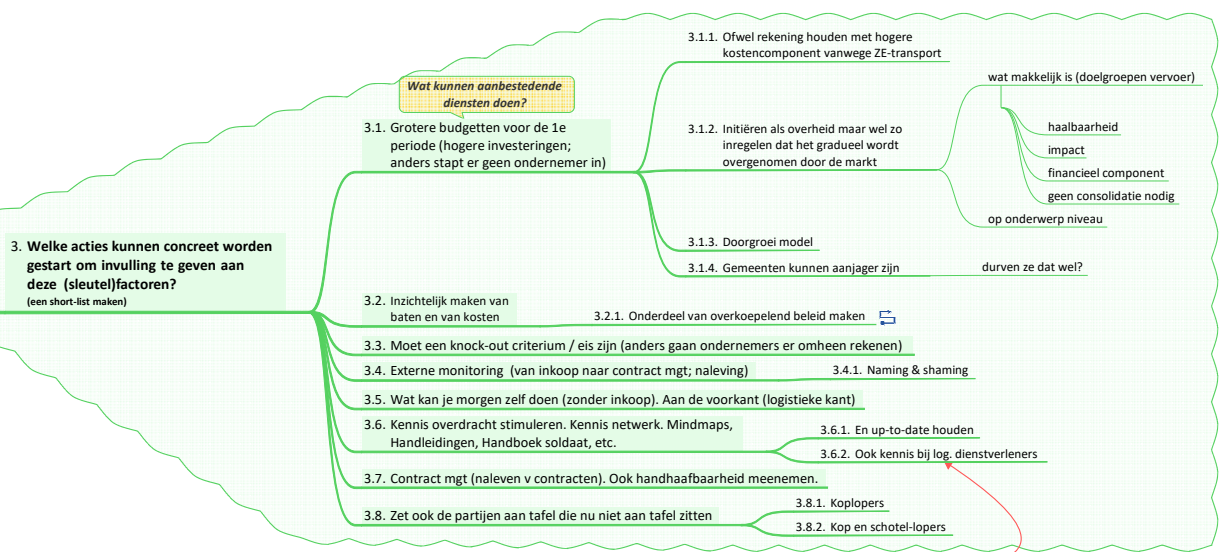 3. Welke acties kunnen concreet worden
gestart om invulling te geven aan
deze (sleutel)factoren?
(een short-list maken)
Wat kunnen aanbestedende
diensten doen?
3.1. Grotere budgetten voor de 1e
periode (hogere investeringen;
anders stapt er geen ondernemer in)
3.1.1. Ofwel rekening houden met hogere
kostencomponent vanwege ZE-transport
3.1.2. Initiëren als overheid maar wel zo
inregelen dat het gradueel wordt
overgenomen door de markt
wat makkelijk is (doelgroepen vervoer)
haalbaarheid
impact
financieel component
geen consolidatie nodig
op onderwerp niveau
3.1.3. Doorgroei model
3.1.4. Gemeenten kunnen aanjager zijn
durven ze dat wel?
3.2. Inzichtelijk maken van
baten en van kosten
3.2.1. Onderdeel van overkoepelend beleid maken
3.3. Moet een knock-out criterium / eis zijn (anders gaan ondernemers er omheen rekenen)
3.4. Externe monitoring (van inkoop naar contract mgt; naleving)
3.4.1. Naming & shaming
3.5. Wat kan je morgen zelf doen (zonder inkoop). Aan de voorkant (logistieke kant)
3.6. Kennis overdracht stimuleren. Kennis netwerk. Mindmaps,
Handleidingen, Handboek soldaat, etc.
3.6.1. En up-to-date houden
3.6.2. Ook kennis bij log. dienstverleners
3.7. Contract mgt (naleven v contracten). Ook handhaafbaarheid meenemen.
3.8. Zet ook de partijen aan tafel die nu niet aan tafel zitten
3.8.1. Koplopers
3.8.2. Kop en schotel-lopers